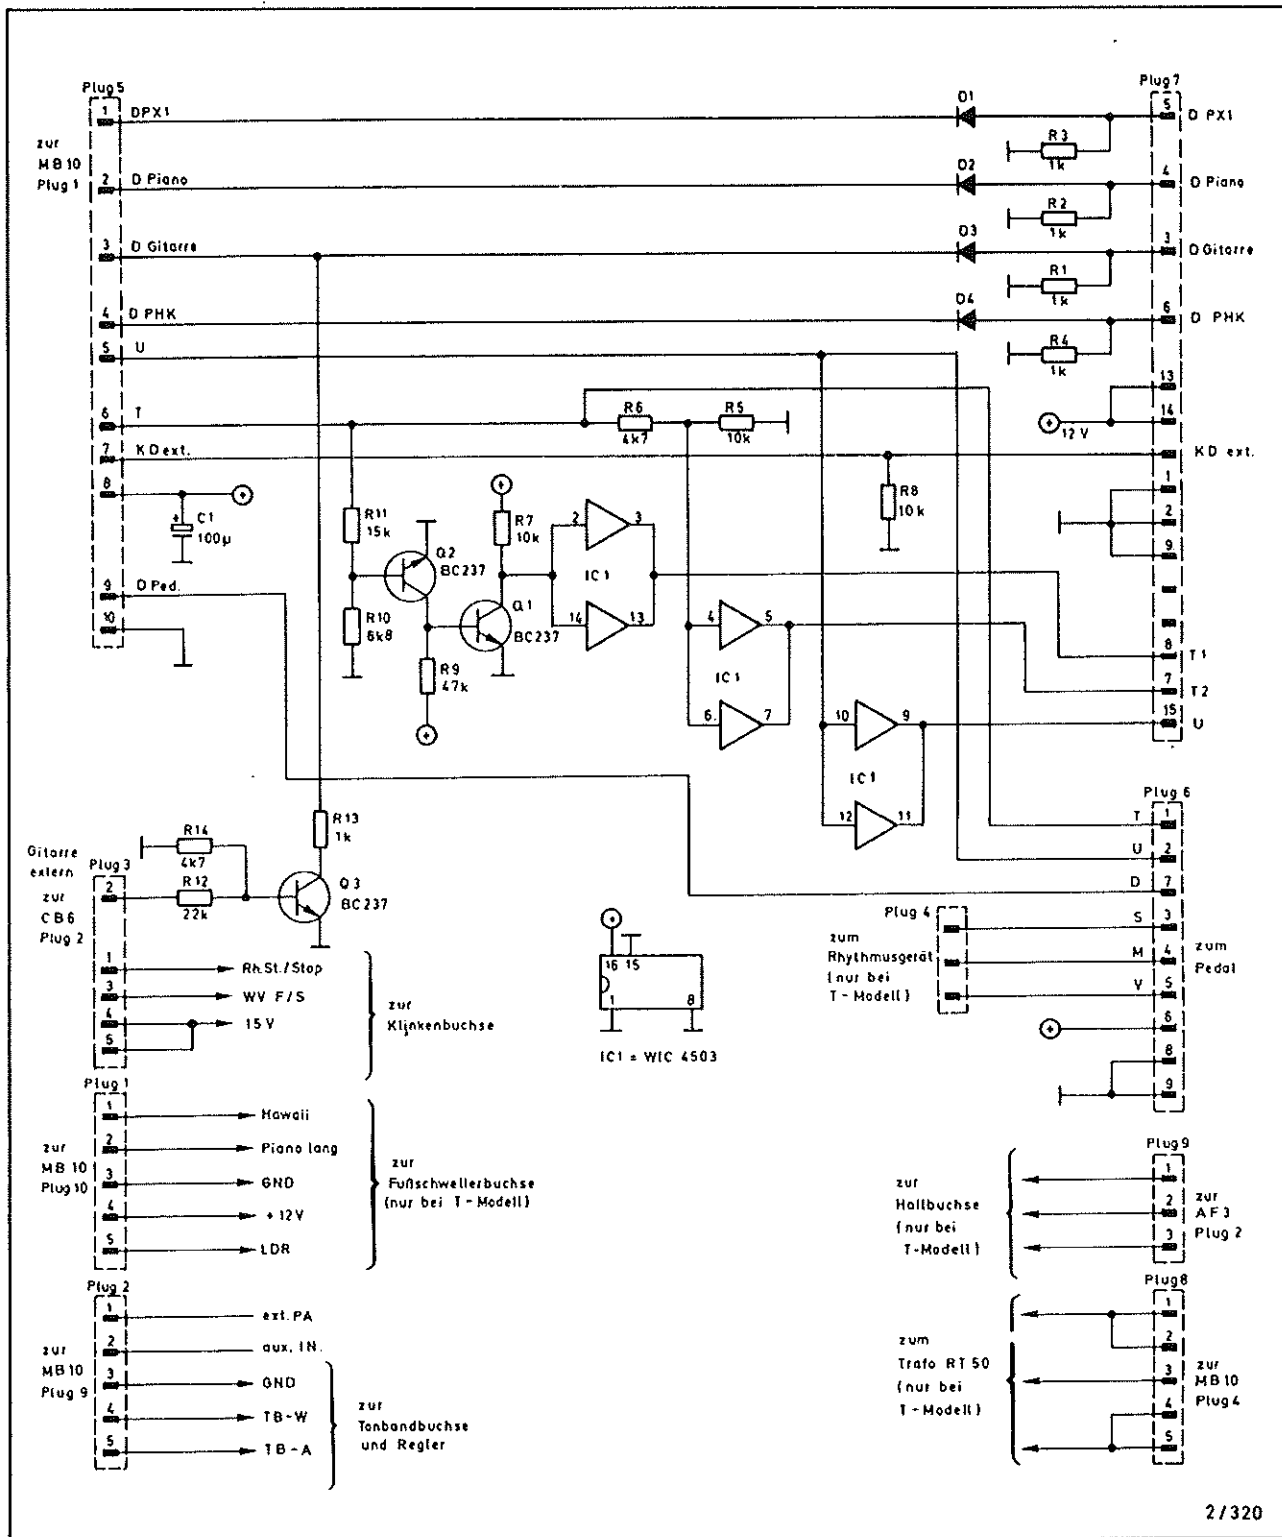 Plug 5
1 DPX1
zur
MB10
Plug 1
2 D Piano
3 D Gitarre
4 D PHK
5 U
6 T
7 KD ext.
8
C1
+
100µ
9 D Ped.
10
D1
D2
D3
D4
R3
1k
R2
1k
R1
1k
R4
1k
Plug 7
5 D PX1
4 D Piano
3 D Gitarre
6 D PHK
13
14
12 V
KD ext.
1
2
9
8 T1
7 T2
15 U
R6
4k7
R5
10k
R8
10k
R11
15k
R10
6k8
Q2
BC237
R7
10k
Q1
BC237
R9
47k
2
3
IC1
14
13
4
5
IC1
6
7
10
9
IC1
12
11
R13
1k
R14
4k7
R12
22k
Q3
BC237
Gitarre
extern
Plug 3
zur
CB6
Plug 2
2
1 Rh.St./Stop
3 WV F/S
4 15V
5
zur
Klinkenbuchse
16 15
1 8
IC1 = WIC 4503
Plug 6
T 1
U 2
D 7
S 3
M 4
V 5
6
8
9
zum
Pedal
Plug 4
zum
Rhythmusgerät
(nur bei
T-Modell)
Plug 1
1 Hawaii
2 Piano lang
3 GND
4 +12V
5 LDR
zur
MB 10
Plug 10
zur
Fußschwellerbuchse
(nur bei T-Modell)
Plug 2
1 ext. PA
2 aux. IN.
3 GND
4 TB-W
5 TB-A
zur
MB10
Plug 9
zur
Tonbandbuchse
und Regler
Plug 9
1
2
3
zur
Hallbuchse
(nur bei
T-Modell)
zur
AF3
Plug 2
Plug 8
1
2
3
4
5
zum
Trafo RT 50
(nur bei
T-Modell)
zur
MB10
Plug 4
2/320